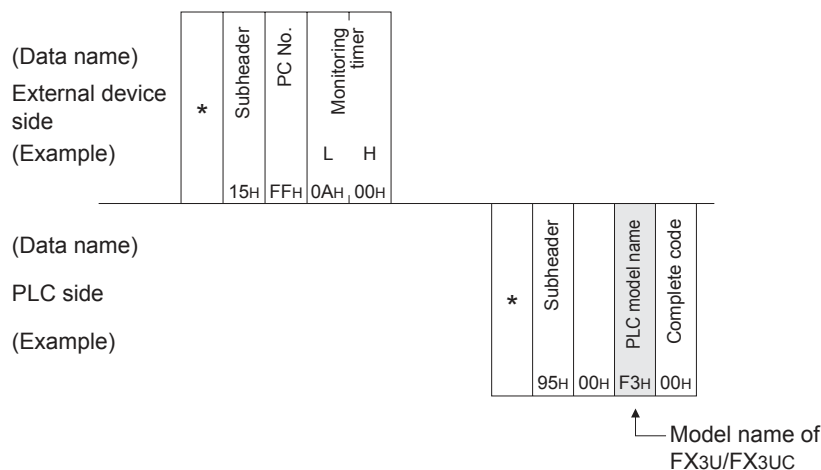 (Data name)
External device
side
(Example)
*
Subheader
PC No.
Monitoring
timer
L H
15H FFH 0AH 00H
(Data name)
PLC side
(Example)
*
Subheader
PLC model name
Complete code
95H 00H F3H 00H
Model name of
FX3U/FX3UC